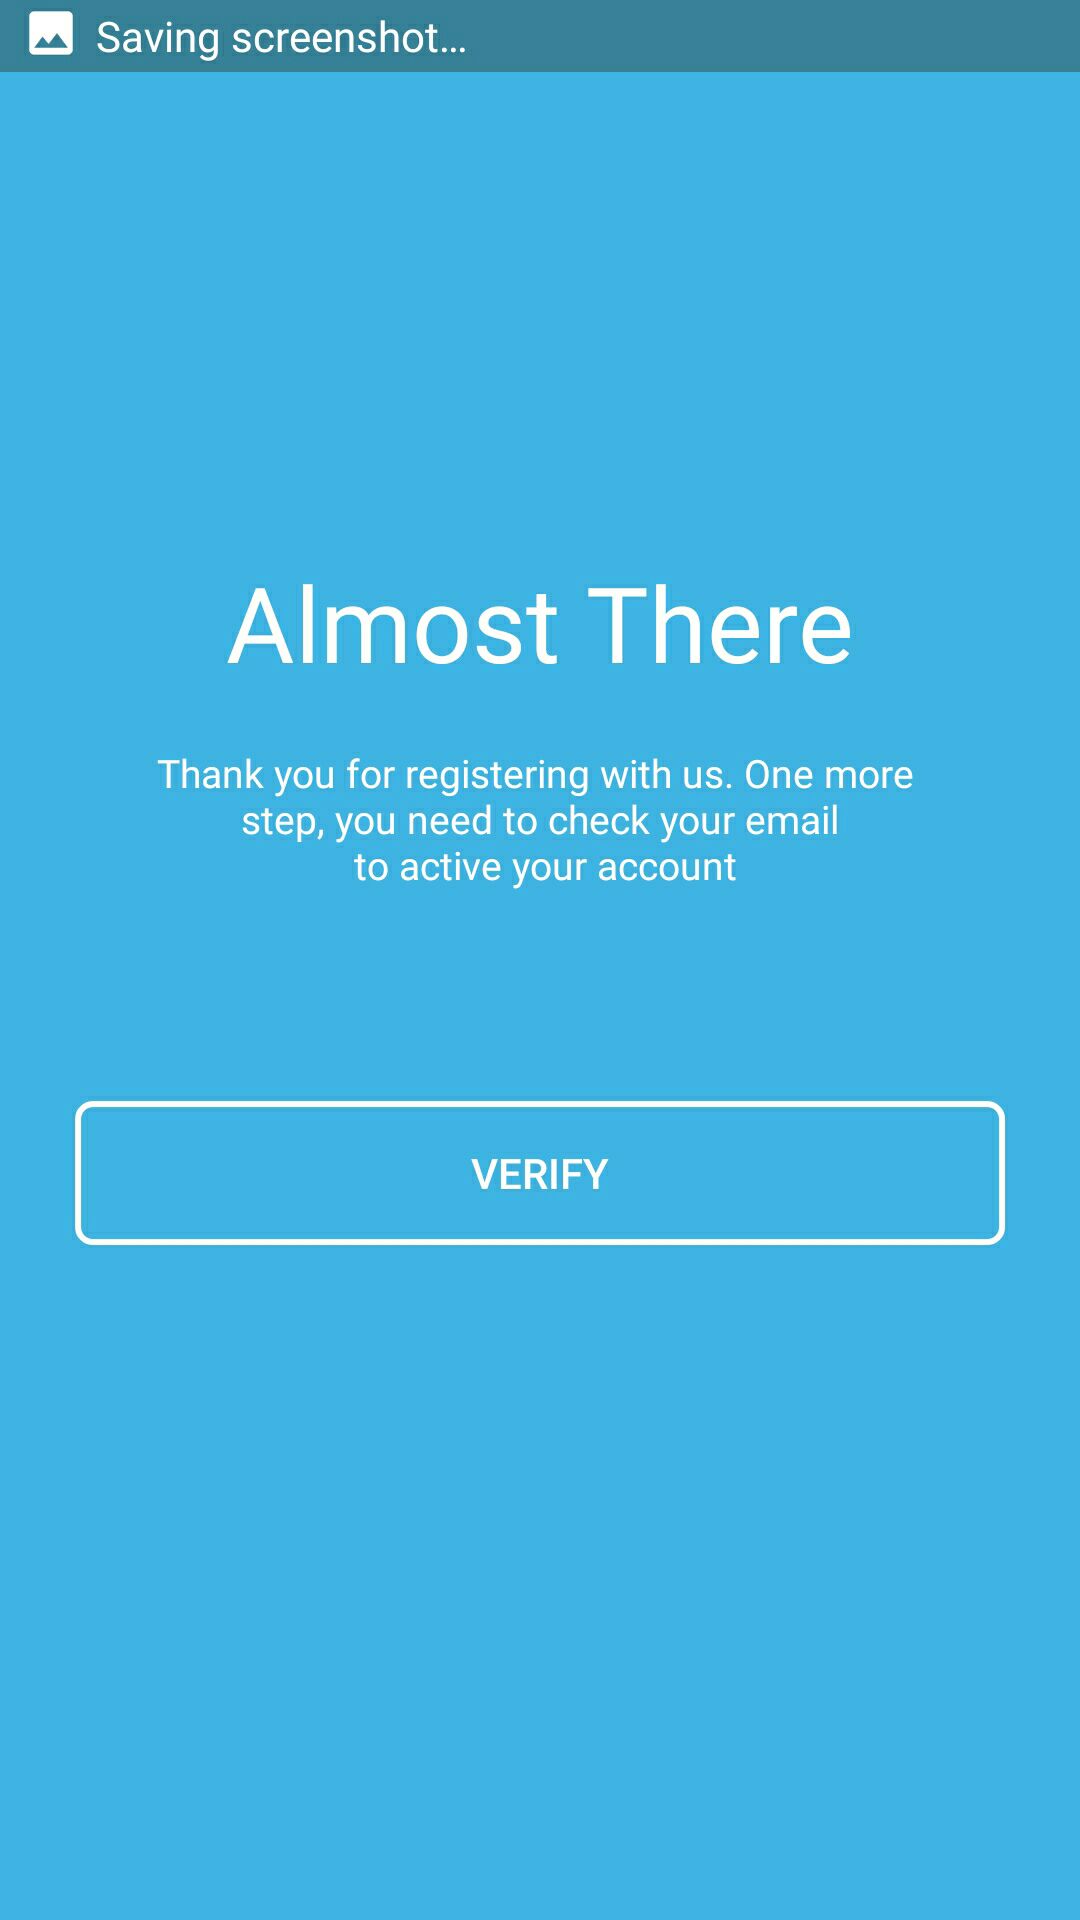 Saving screenshot...
Almost There
Thank you for registering with us. One more
step, you need to check your email
to active your account
VERIFY